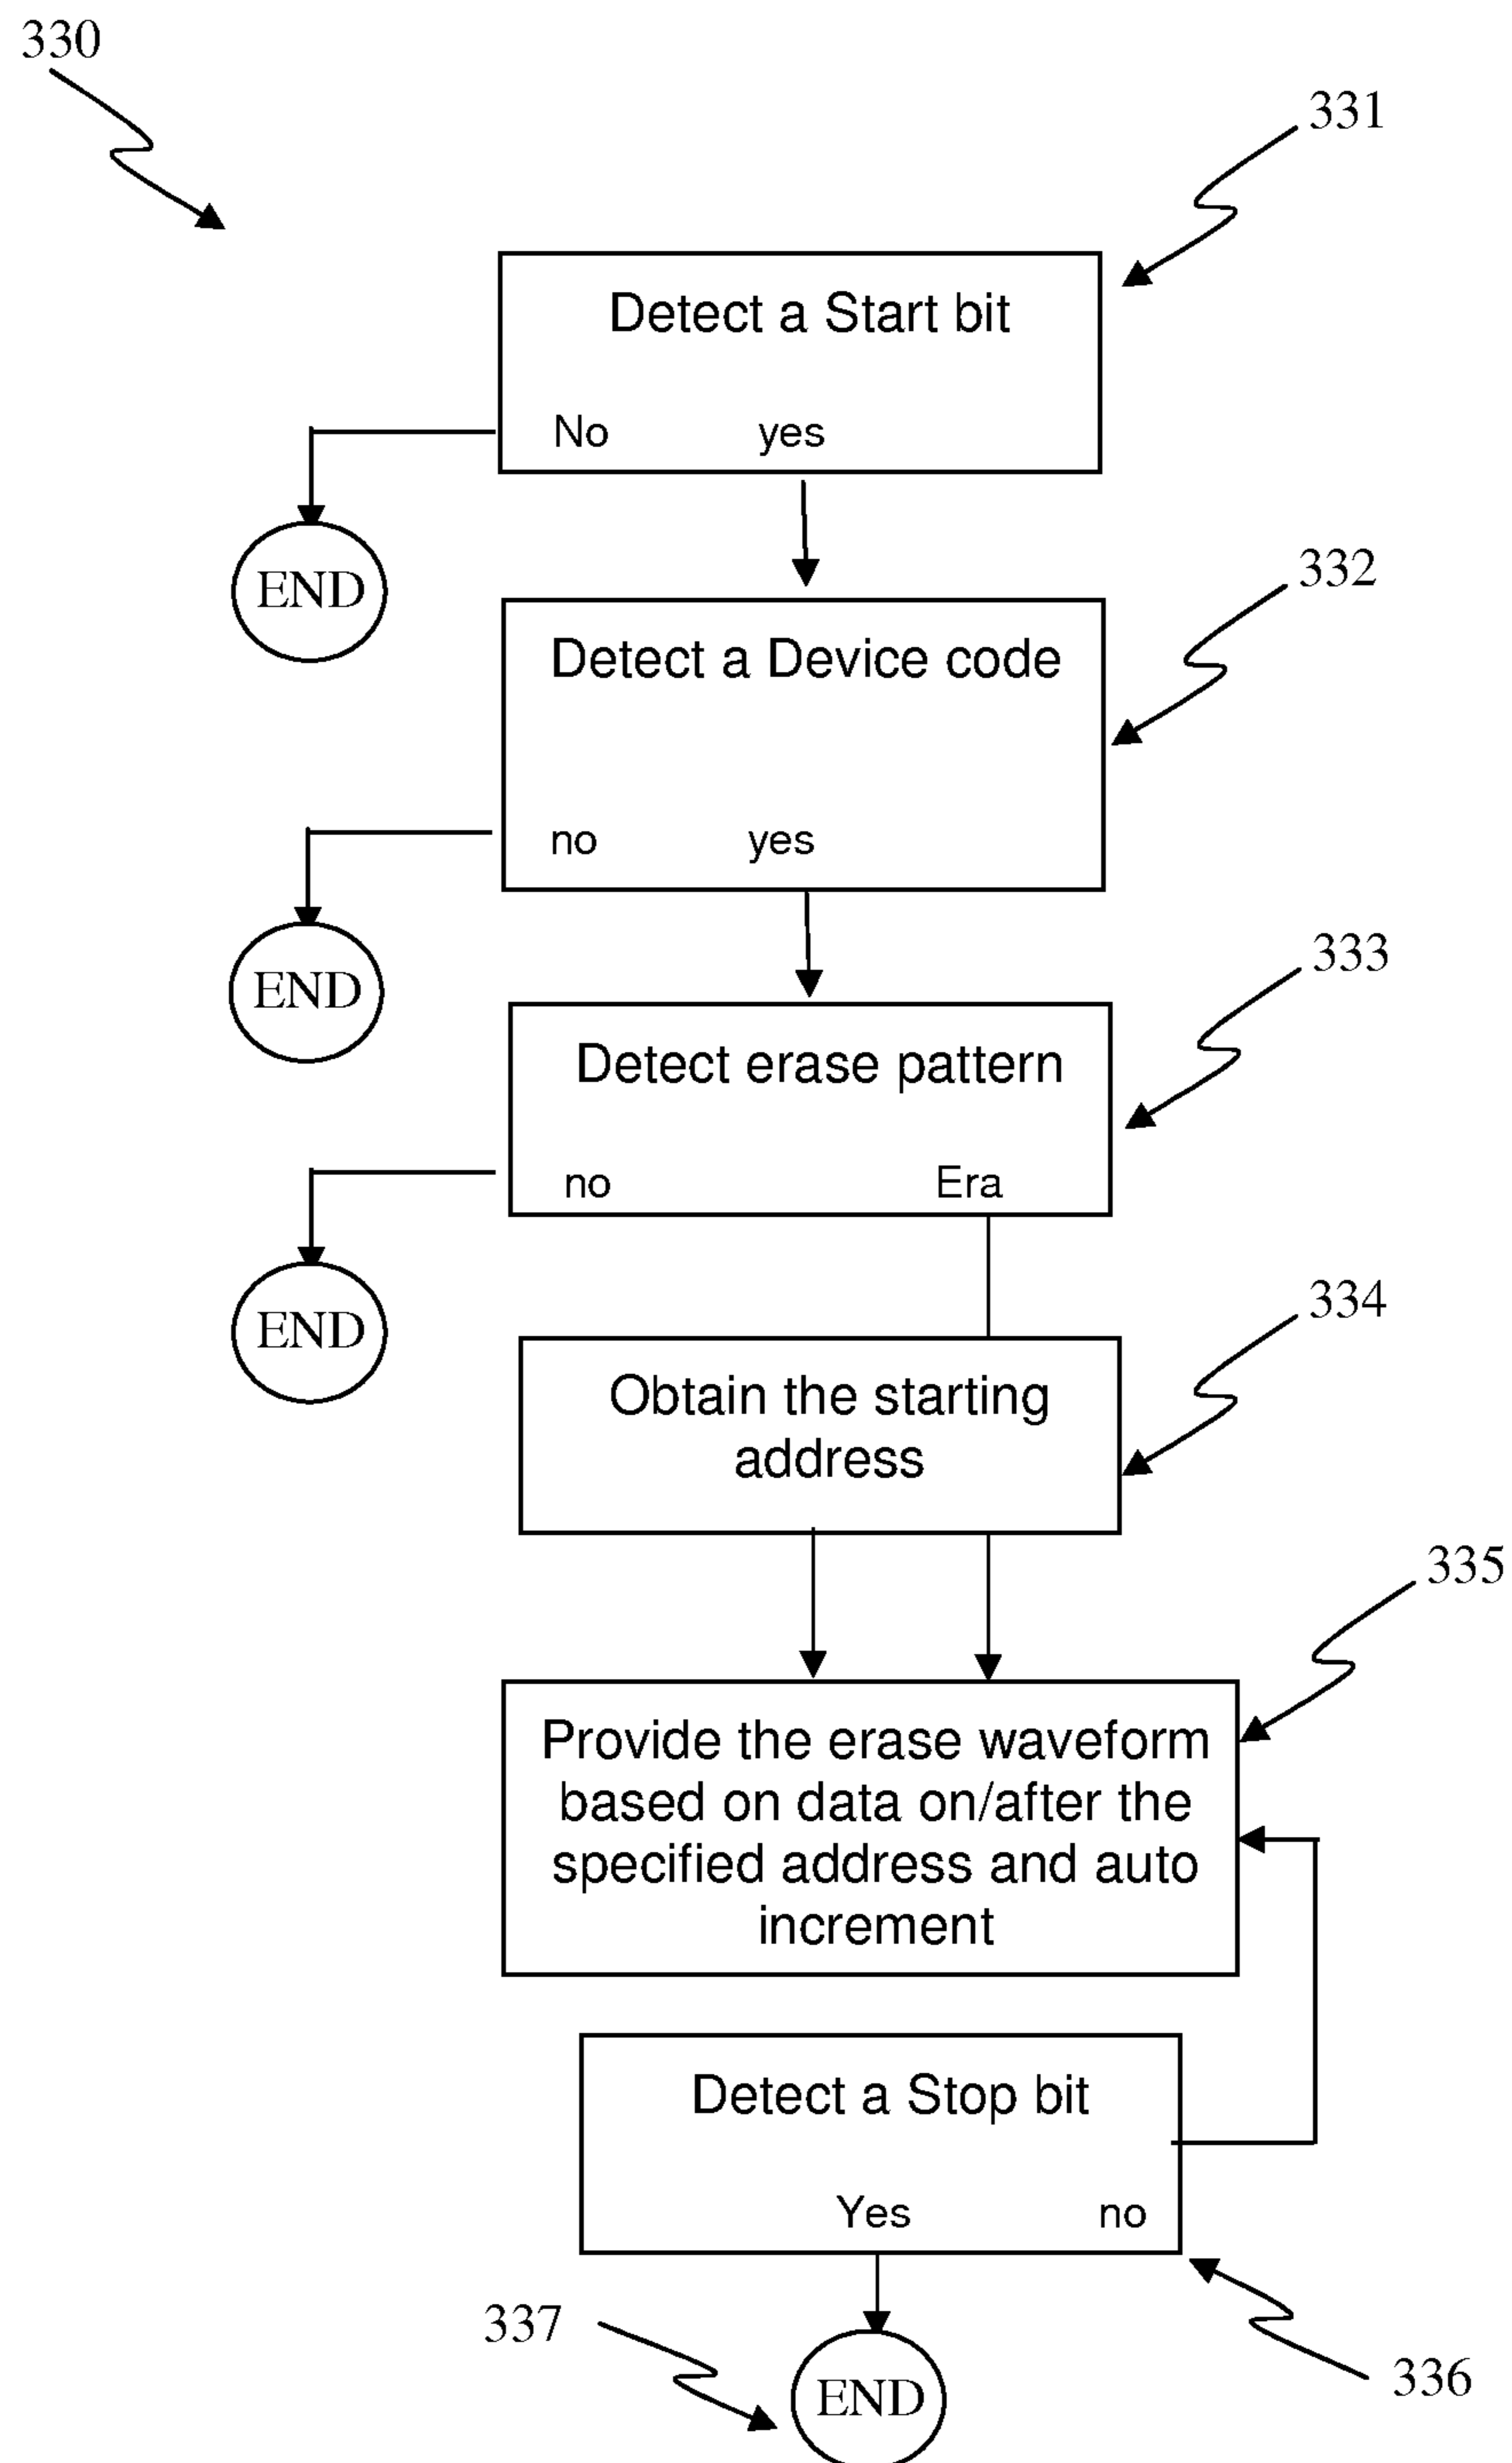 330
331
Detect a Start bit
No yes
END
332
Detect a Device code
no yes
END
333
Detect erase pattern
no Era
END
334
Obtain the starting
address
335
Provide the erase waveform
based on data on/after the
specified address and auto
increment
Detect a Stop bit
Yes no
337
336
END